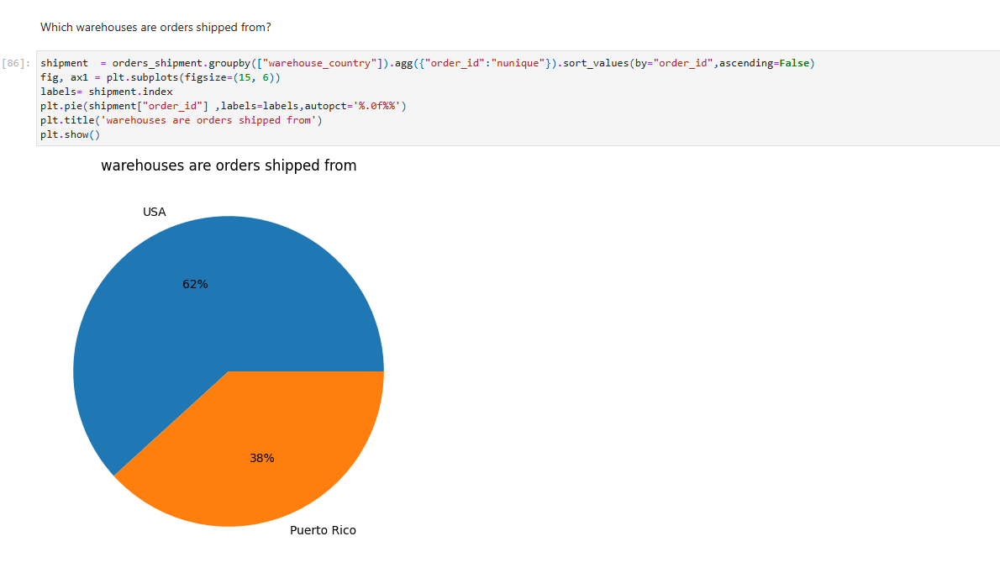 Which warehouses are orders shipped from?
[86]: shipment  = orders_shipment.groupby(["warehouse_country"]).agg({"order_id":"nunique"}).sort_values(by="order_id",ascending=False)
fig, ax1 = plt.subplots(figsize=(15, 6))
labels= shipment.index
plt.pie(shipment["order_id"] ,labels=labels,autopct='%.0f%%')
plt.title('warehouses are orders shipped from')
plt.show()
warehouses are orders shipped from
USA
62%
38%
Puerto Rico